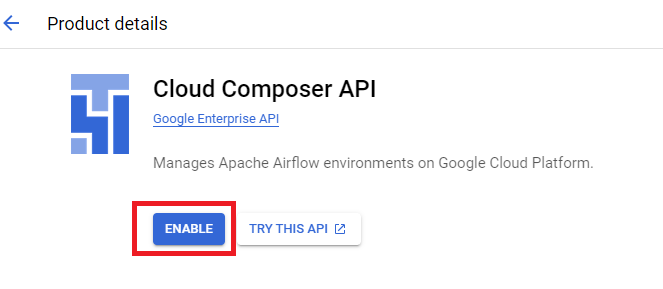 Product details
Cloud Composer API
Google Enterprise API
Manages Apache Airflow environments on Google Cloud Platform.
ENABLE
TRY THIS API